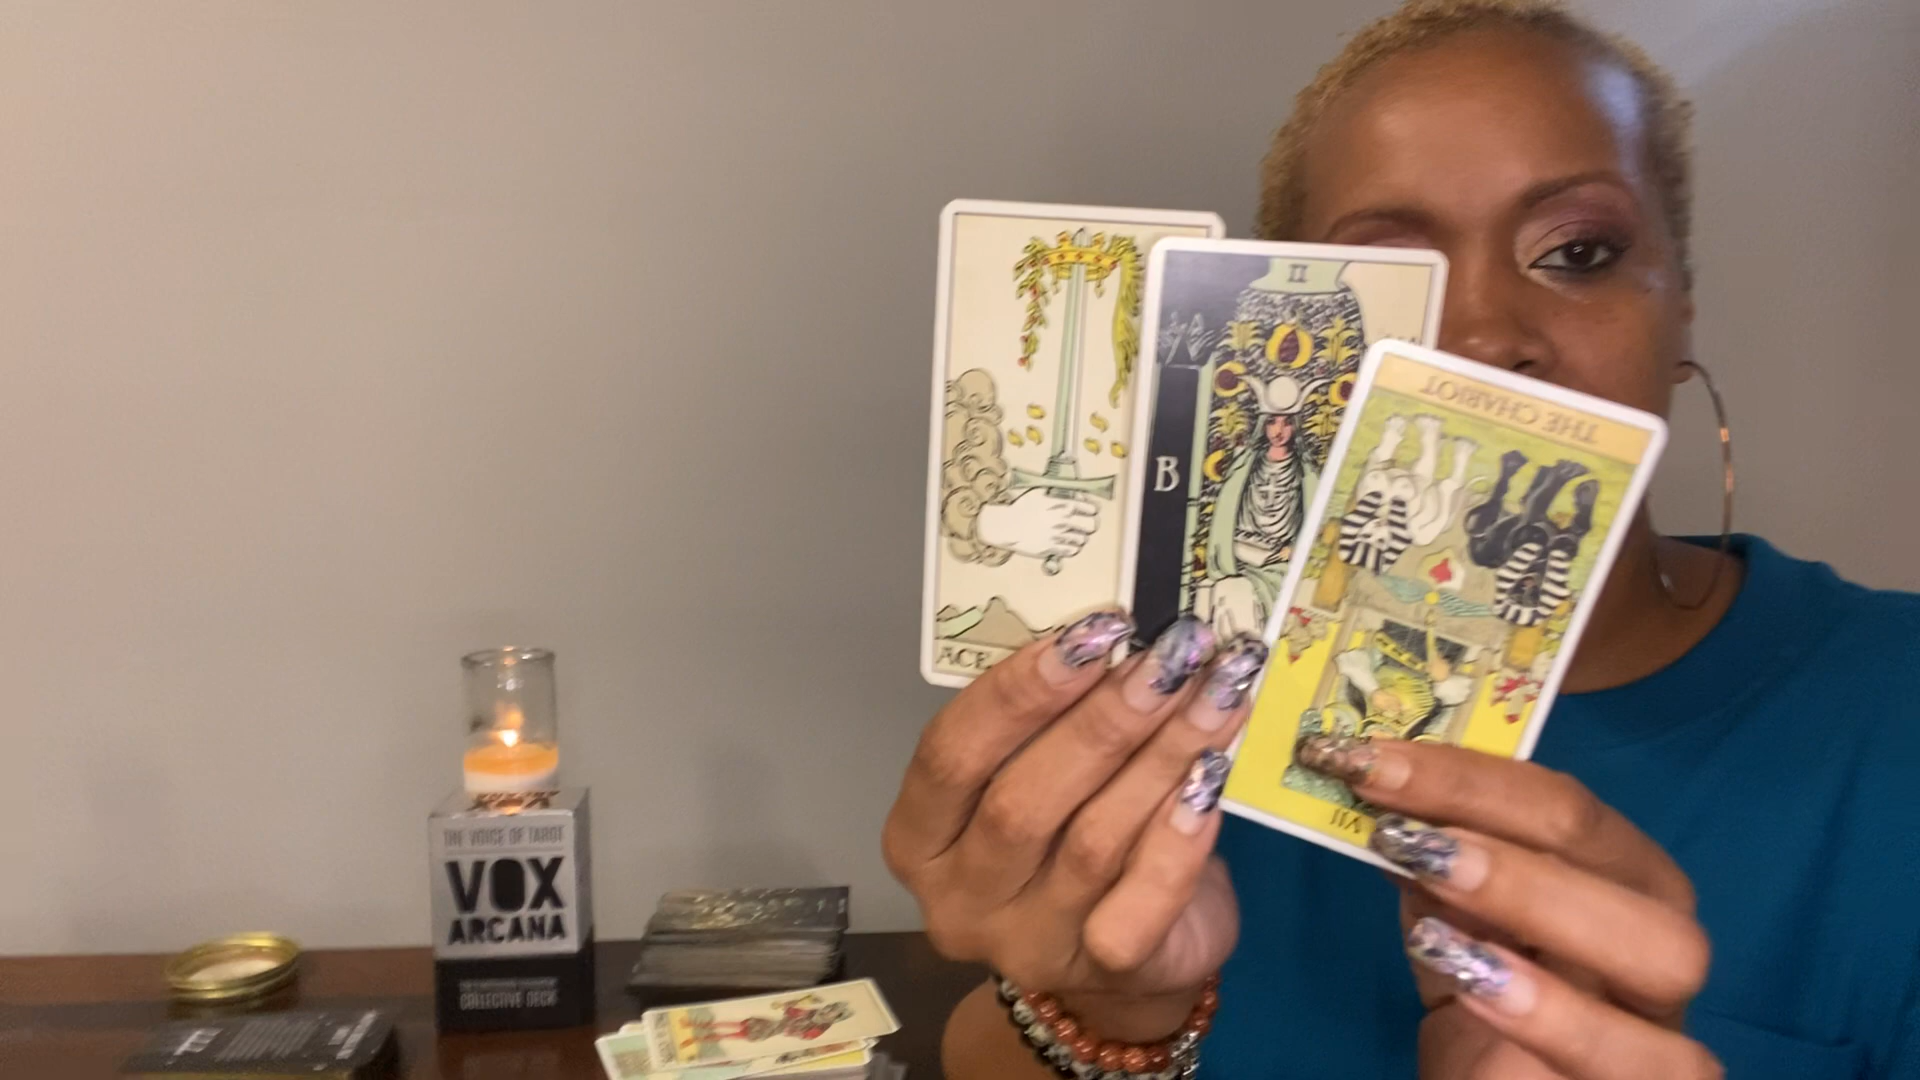 ACE
II
B
THE CHARIOT
VII
THE VOICE OF TAROT
VOX
ARCANA
COLLECTIVE DECK